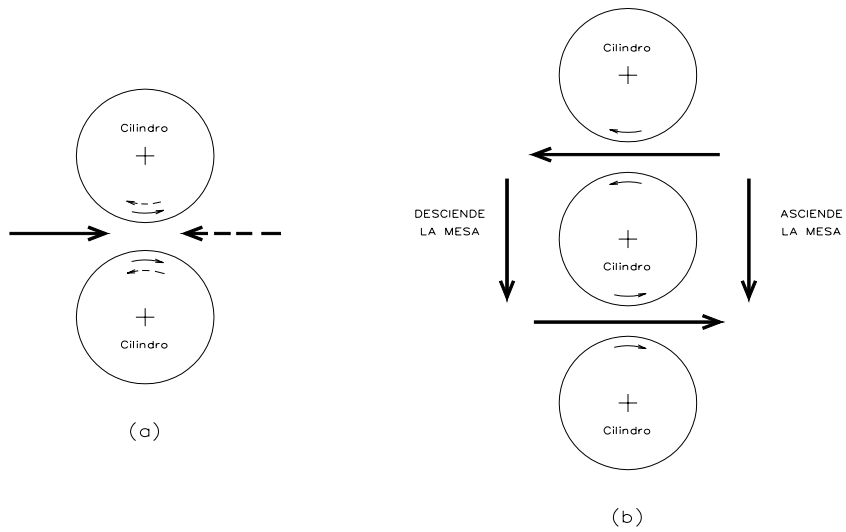 Cilindro
Cilindro
(a)
Cilindro
DESCIENDE
LA MESA
Cilindro
ASCIENDE
LA MESA
Cilindro
(b)